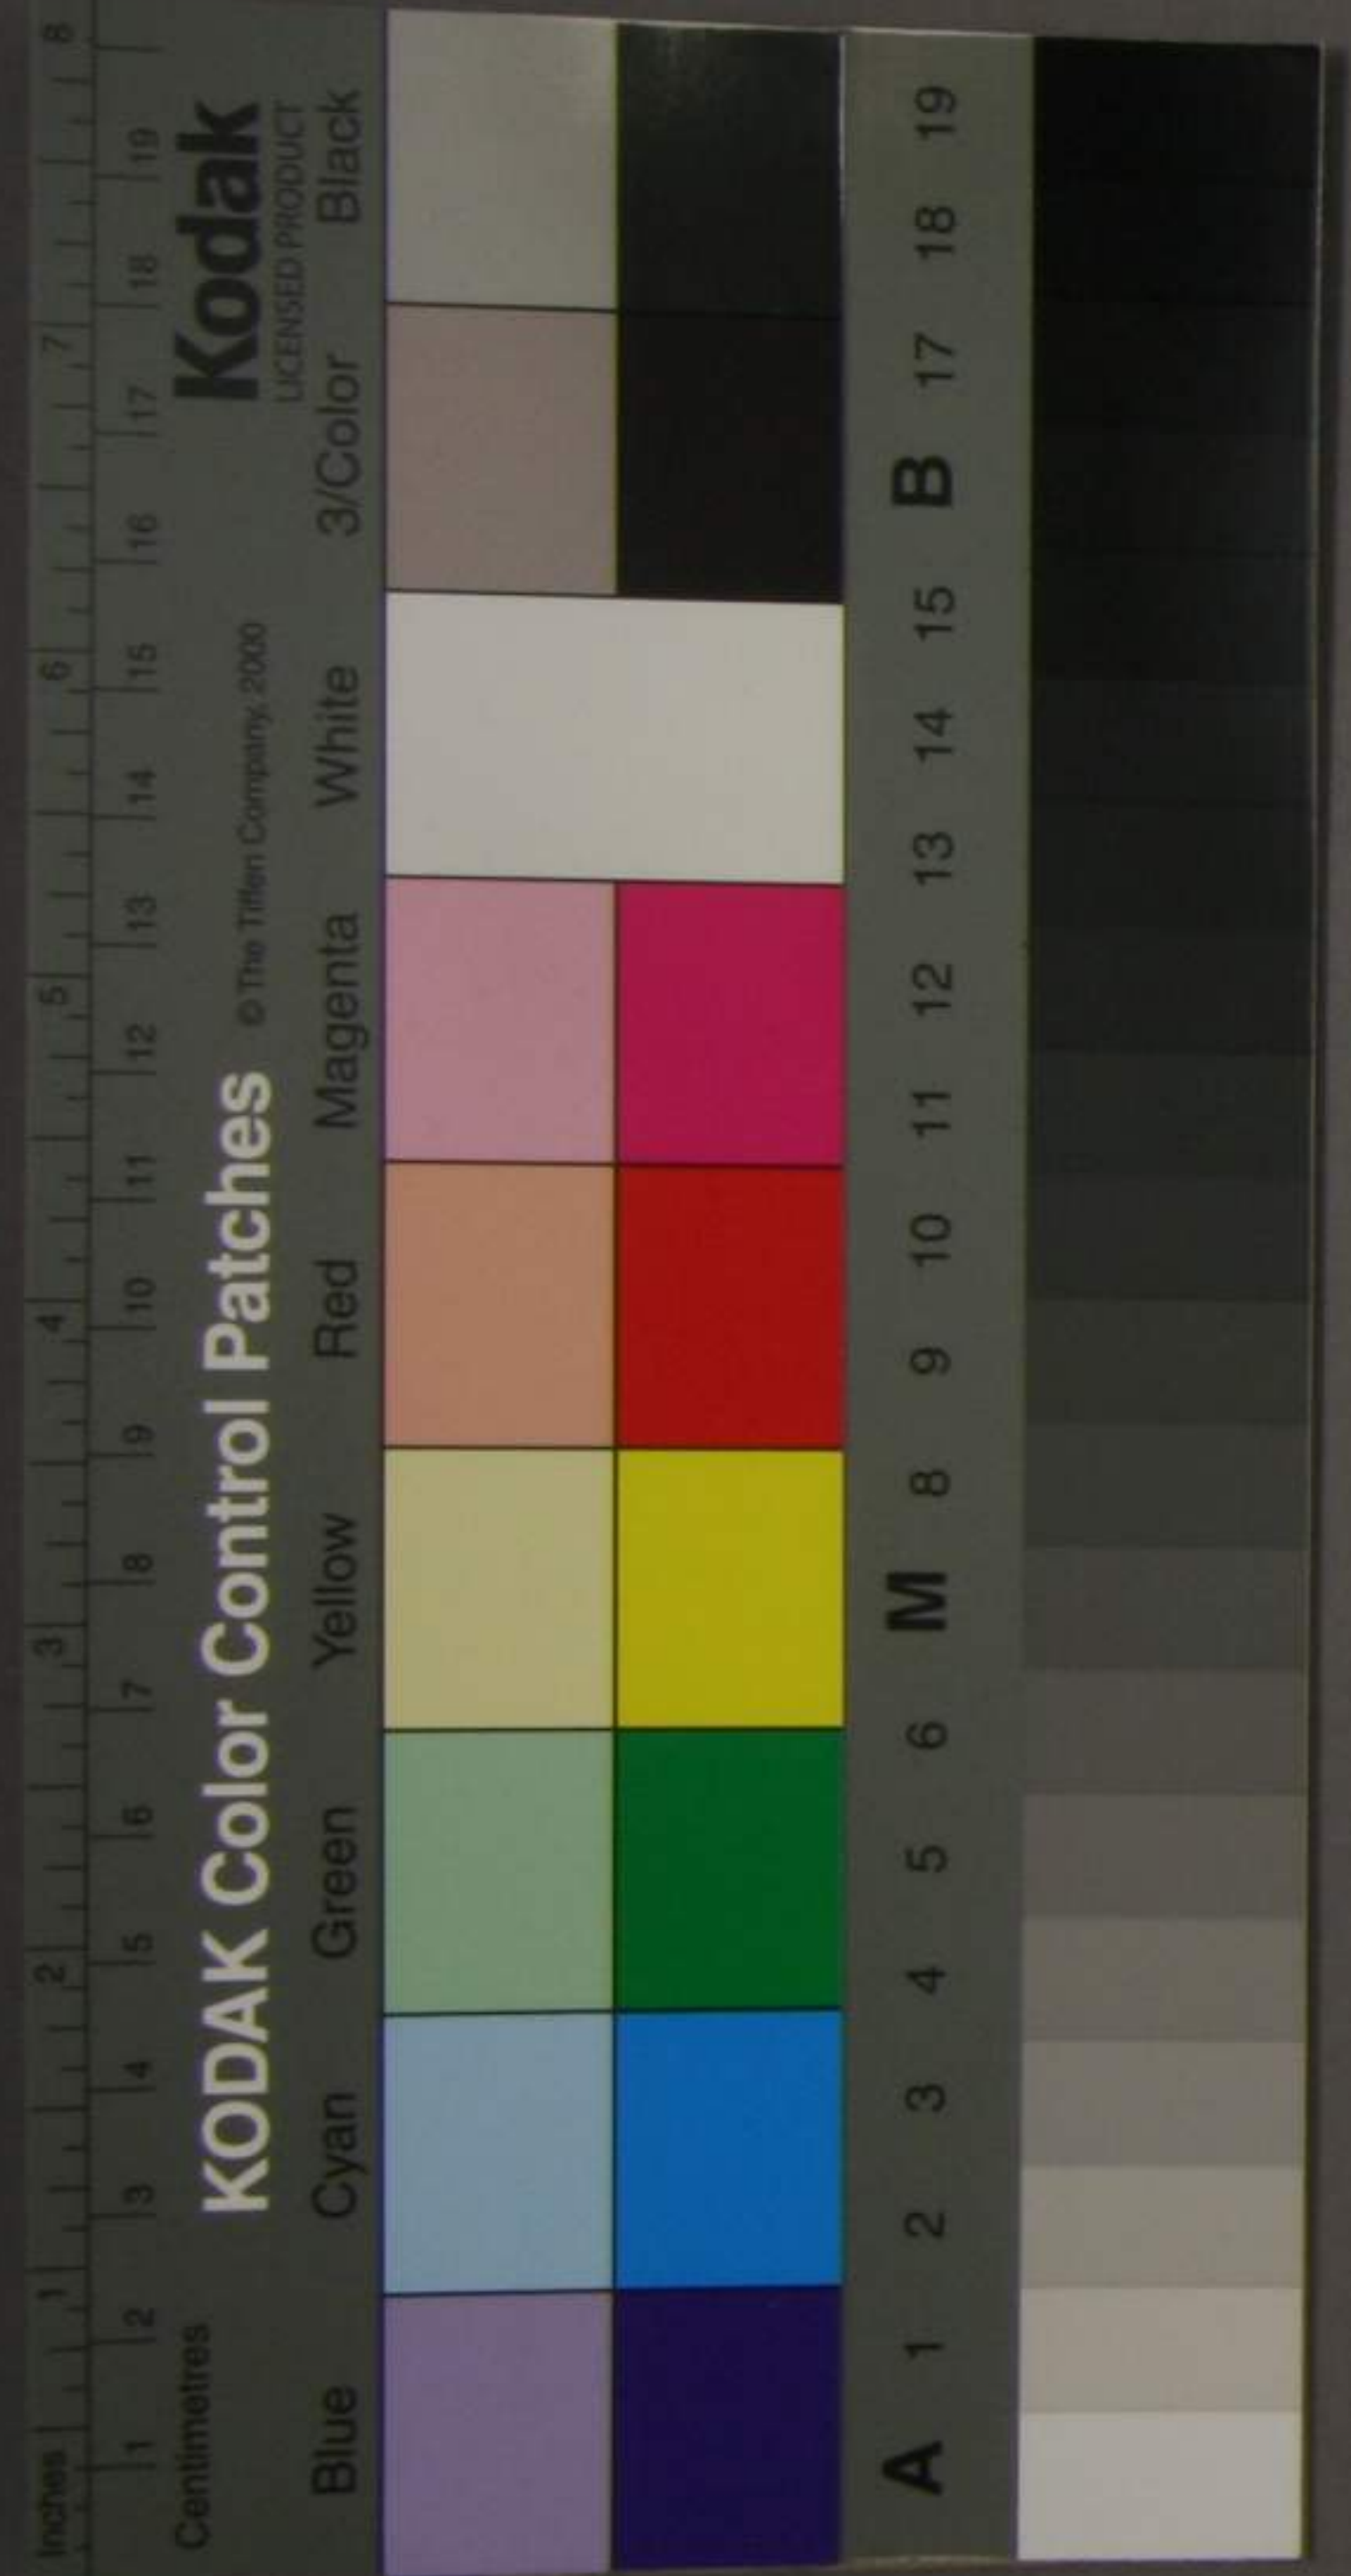 Inches 1 2 3 4 5 6 7 8
Centimetres 1 2 3 4 5 6 7 8 9 10 11 12 13 14 15 16 17 18 19
KODAK Color Control Patches © The Tiffen Company, 2000 Kodak
LICENSED PRODUCT
Blue Cyan Green Yellow Red Magenta White 3/Color Black
A 1 2 3 4 5 6 M 8 9 10 11 12 13 14 15 B 17 18 19